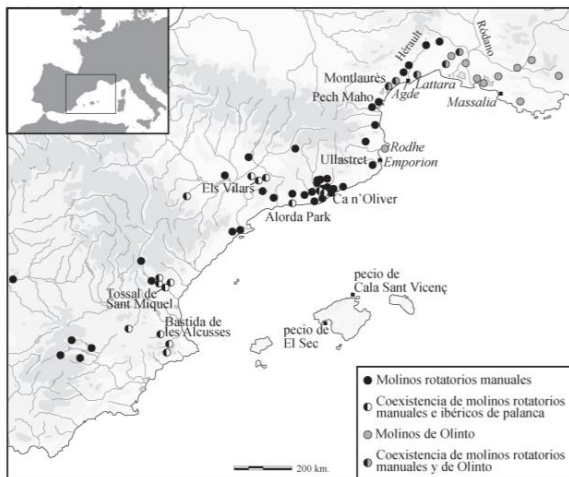 Ródano
Hérault
Montlaurès
Lattara
Agde
Massalia
Pech Maho
Rodhe
Ullastret
Emporion
Els Vilars
Ca n'Oliver
Alorda Park
pecio de
Cala Sant Vicenç
Tossal de
Sant Miquel
Bastida de
les Alcusses
pecio de
El Sec
Molinos rotatorios manuales
Coexistencia de molinos rotatorios
manuales e ibéricos de palanca
Molinos de Olinto
Coexistencia de molinos rotatorios
manuales y de Olinto
200 km.